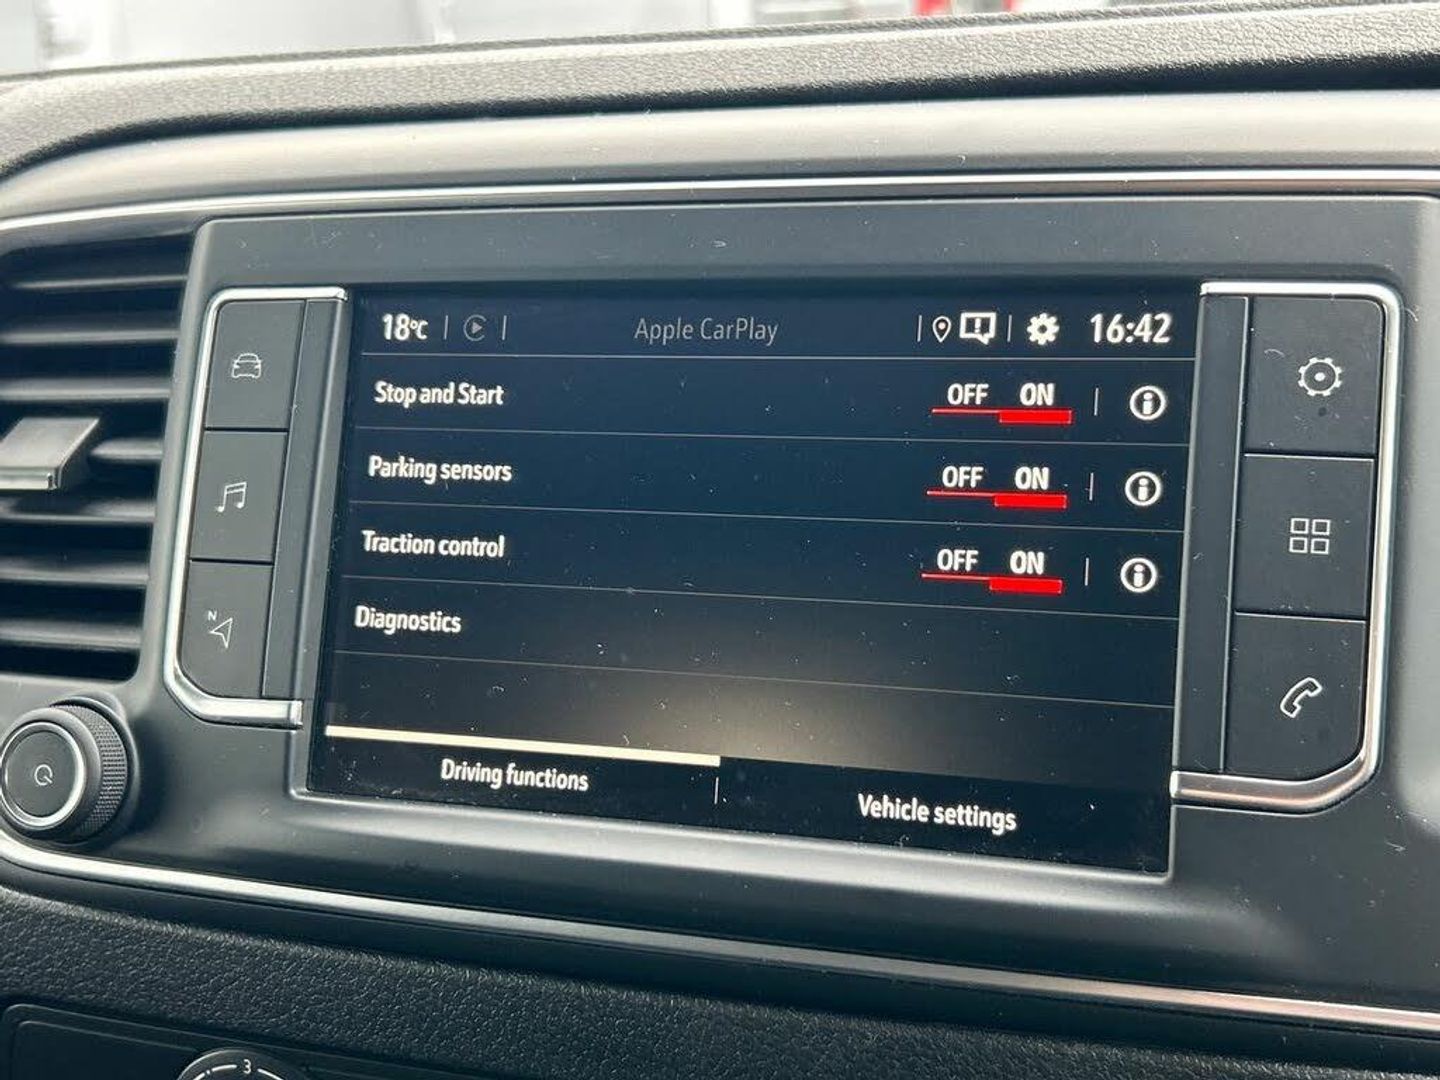 18°C
Apple CarPlay
16:42
Stop and Start OFF ON
Parking sensors OFF ON
Traction control OFF ON
Diagnostics
Driving functions
Vehicle settings
N
3